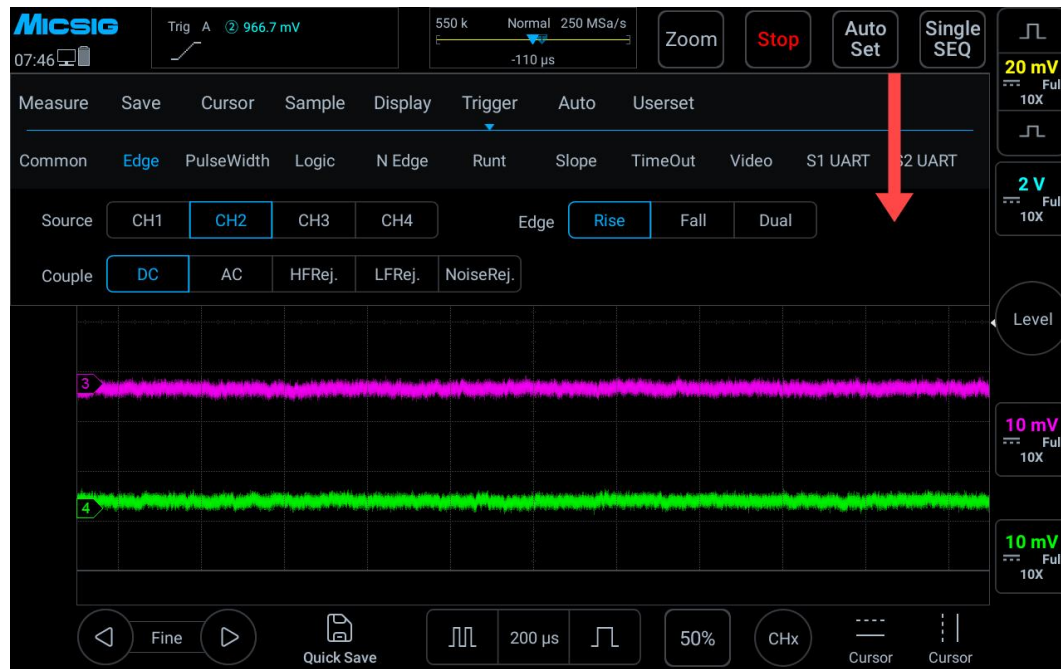 MICSIG
Trig A ② 966.7 mV
550 k Normal 250 MSa/s
-110 µs
Zoom
Stop
Auto
Set
Single
SEQ
07:46
20 mV
Ful
10X
Measure Save Cursor Sample Display Trigger Auto Userset
Common Edge PulseWidth Logic N Edge Runt Slope TimeOut Video S1 UART S2 UART
2 V
Ful
10X
Source CH1 CH2 CH3 CH4 Edge Rise Fall Dual
Couple DC AC HFRej. LFRej. NoiseRej.
Level
3
10 mV
Ful
10X
4
10 mV
Ful
10X
Fine
Quick Save
200 µs
50%
CHx
Cursor
Cursor